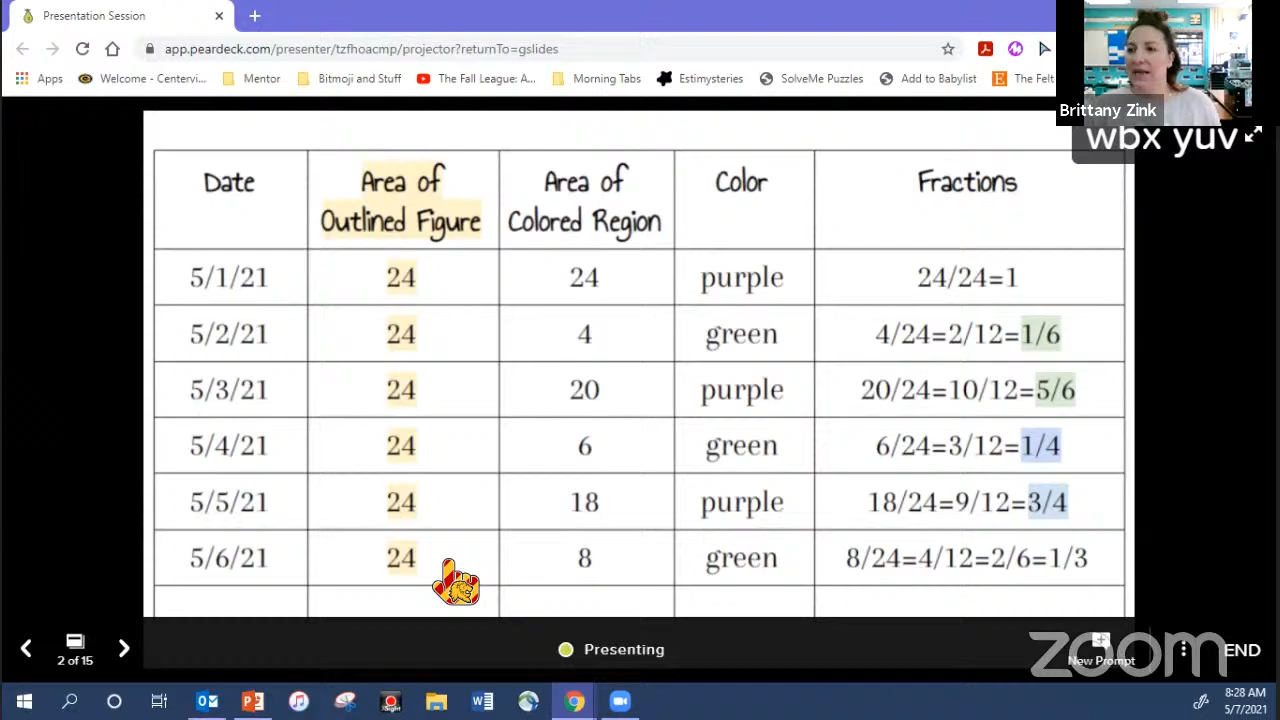 Presentation Session
app.peardeck.com/presenter/tzfhoacmp/projector?returnTo=gslides
Apps
Welcome - Centervi...
Mentor
Bitmoji and Stuff
The Fall League: A...
Morning Tabs
Estimysteries
SolveMe Puzzles
Add to Babylist
The Felt
Brittany Zink
wbx yuv
Date Area of Outlined Figure Area of Colored Region Color Fractions
5/1/21 24 24 purple 24/24=1
5/2/21 24 4 green 4/24=2/12=1/6
5/3/21 24 20 purple 20/24=10/12=5/6
5/4/21 24 6 green 6/24=3/12=1/4
5/5/21 24 18 purple 18/24=9/12=3/4
5/6/21 24 8 green 8/24=4/12=2/6=1/3
2 of 15
Presenting
New Prompt
END
zoom
8:28 AM
5/7/2021